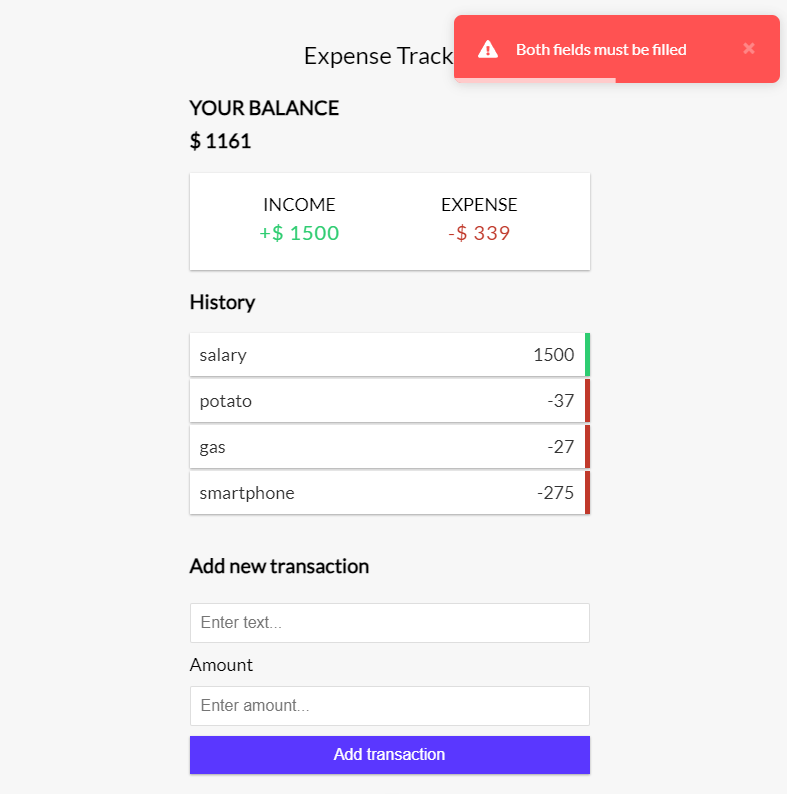 Expense Track
Both fields must be filled
YOUR BALANCE
$ 1161
INCOME EXPENSE
+$ 1500 -$ 339
History
salary 1500
potato -37
gas -27
smartphone -275
Add new transaction
Enter text...
Amount
Enter amount...
Add transaction